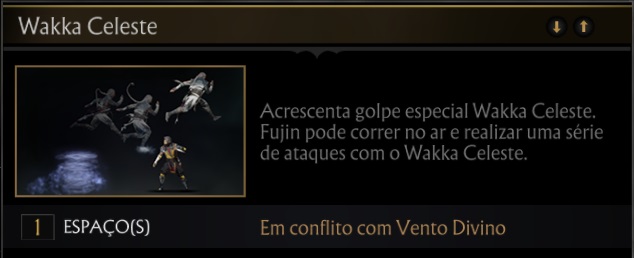 Wakka Celeste
Acrescenta golpe especial Wakka Celeste.
Fujin pode correr no ar e realizar uma série
de ataques com o Wakka Celeste.
1 ESPAÇO(S)
Em conflito com Vento Divino